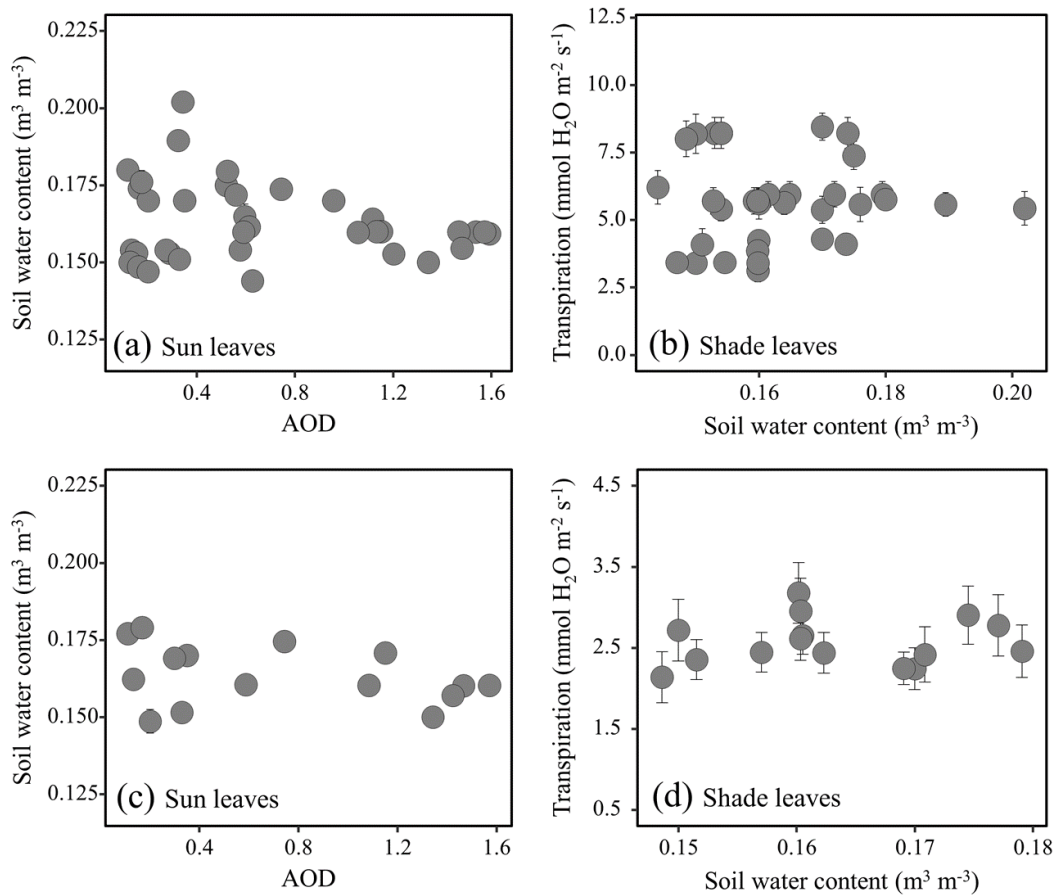 0.225
0.200
0.175
0.150
0.125
Soil water content (m³ m⁻³)
(a) Sun leaves
0.4 0.8 1.2 1.6
AOD
12.5
10.0
7.5
5.0
2.5
0.0
Transpiration (mmol H₂O m⁻² s⁻¹)
(b) Shade leaves
0.16 0.18 0.20
Soil water content (m³ m⁻³)
0.225
0.200
0.175
0.150
0.125
Soil water content (m³ m⁻³)
(c) Sun leaves
0.4 0.8 1.2 1.6
AOD
4.5
3.5
2.5
1.5
0.5
Transpiration (mmol H₂O m⁻² s⁻¹)
(d) Shade leaves
0.15 0.16 0.17 0.18
Soil water content (m³ m⁻³)